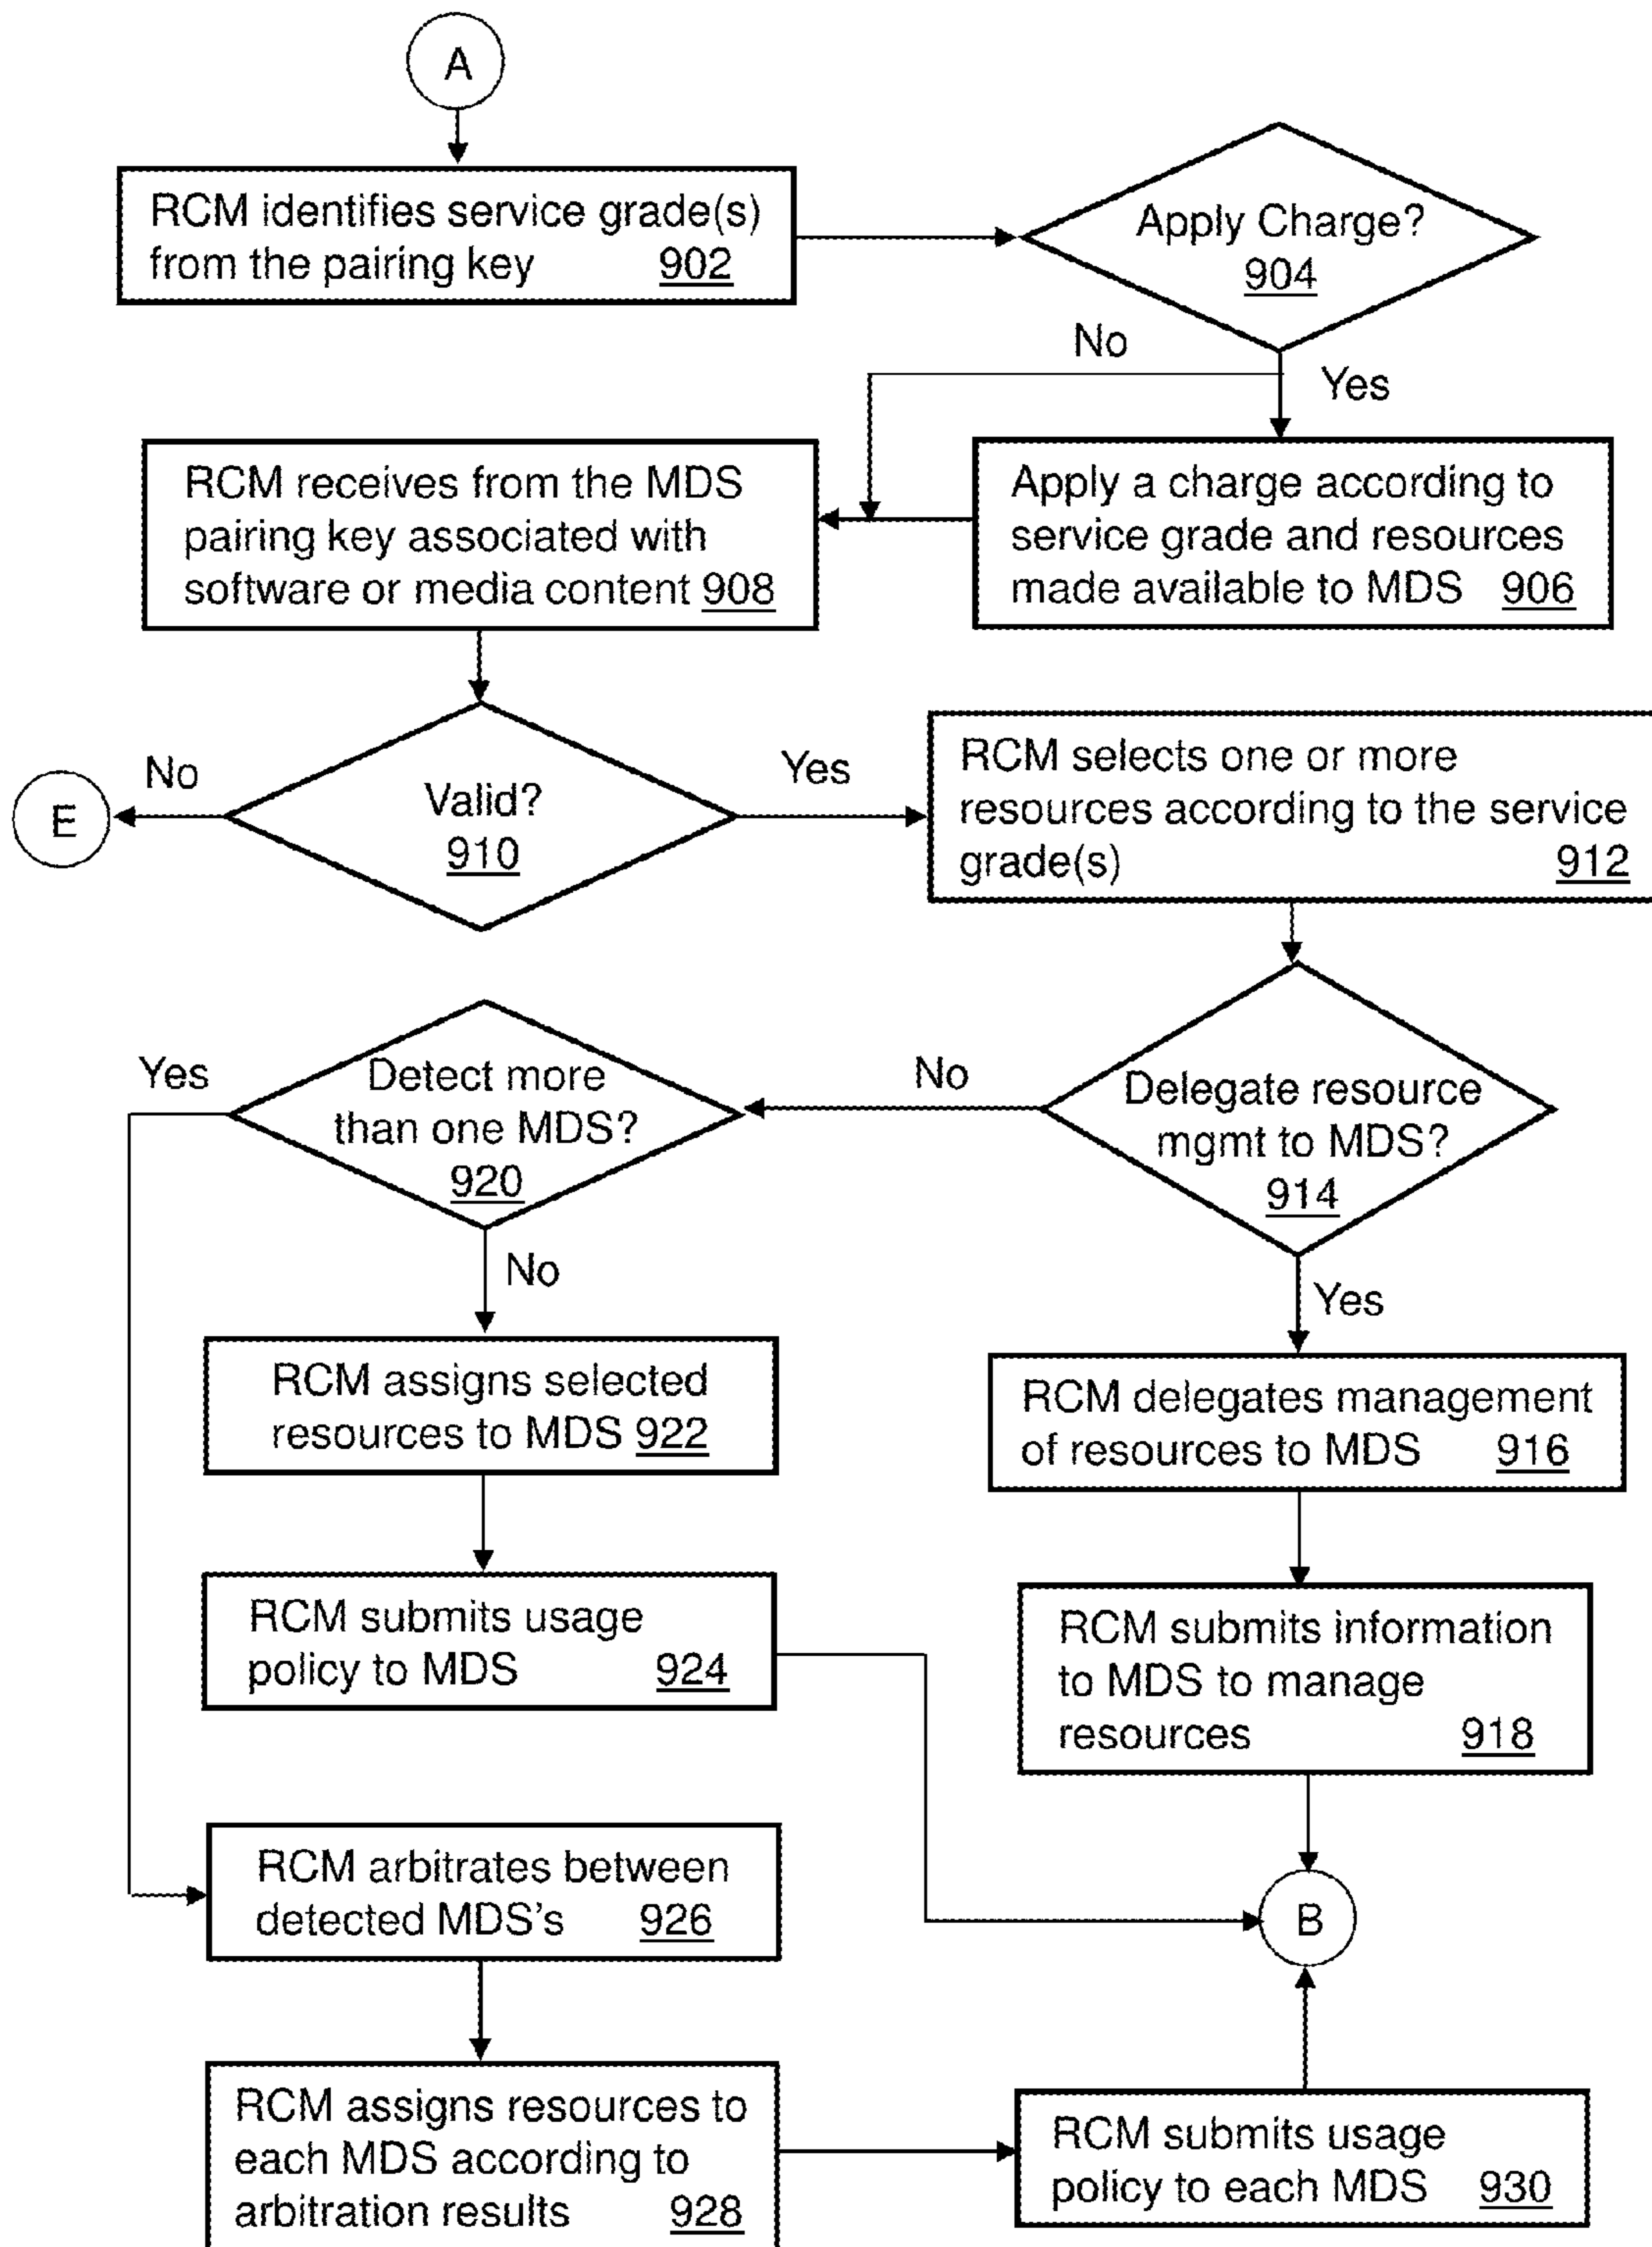 A
RCM identifies service grade(s)
from the pairing key 902
Apply Charge?
904
No
Yes
RCM receives from the MDS
pairing key associated with
software or media content 908
Apply a charge according to
service grade and resources
made available to MDS 906
No
E
Valid?
910
Yes
RCM selects one or more
resources according to the service
grade(s) 912
Yes
Detect more
than one MDS?
920
No
Delegate resource
mgmt to MDS?
914
No
Yes
RCM assigns selected
resources to MDS 922
RCM delegates management
of resources to MDS 916
RCM submits usage
policy to MDS 924
RCM submits information
to MDS to manage
resources 918
RCM arbitrates between
detected MDS's 926
B
RCM assigns resources to
each MDS according to
arbitration results 928
RCM submits usage
policy to each MDS 930